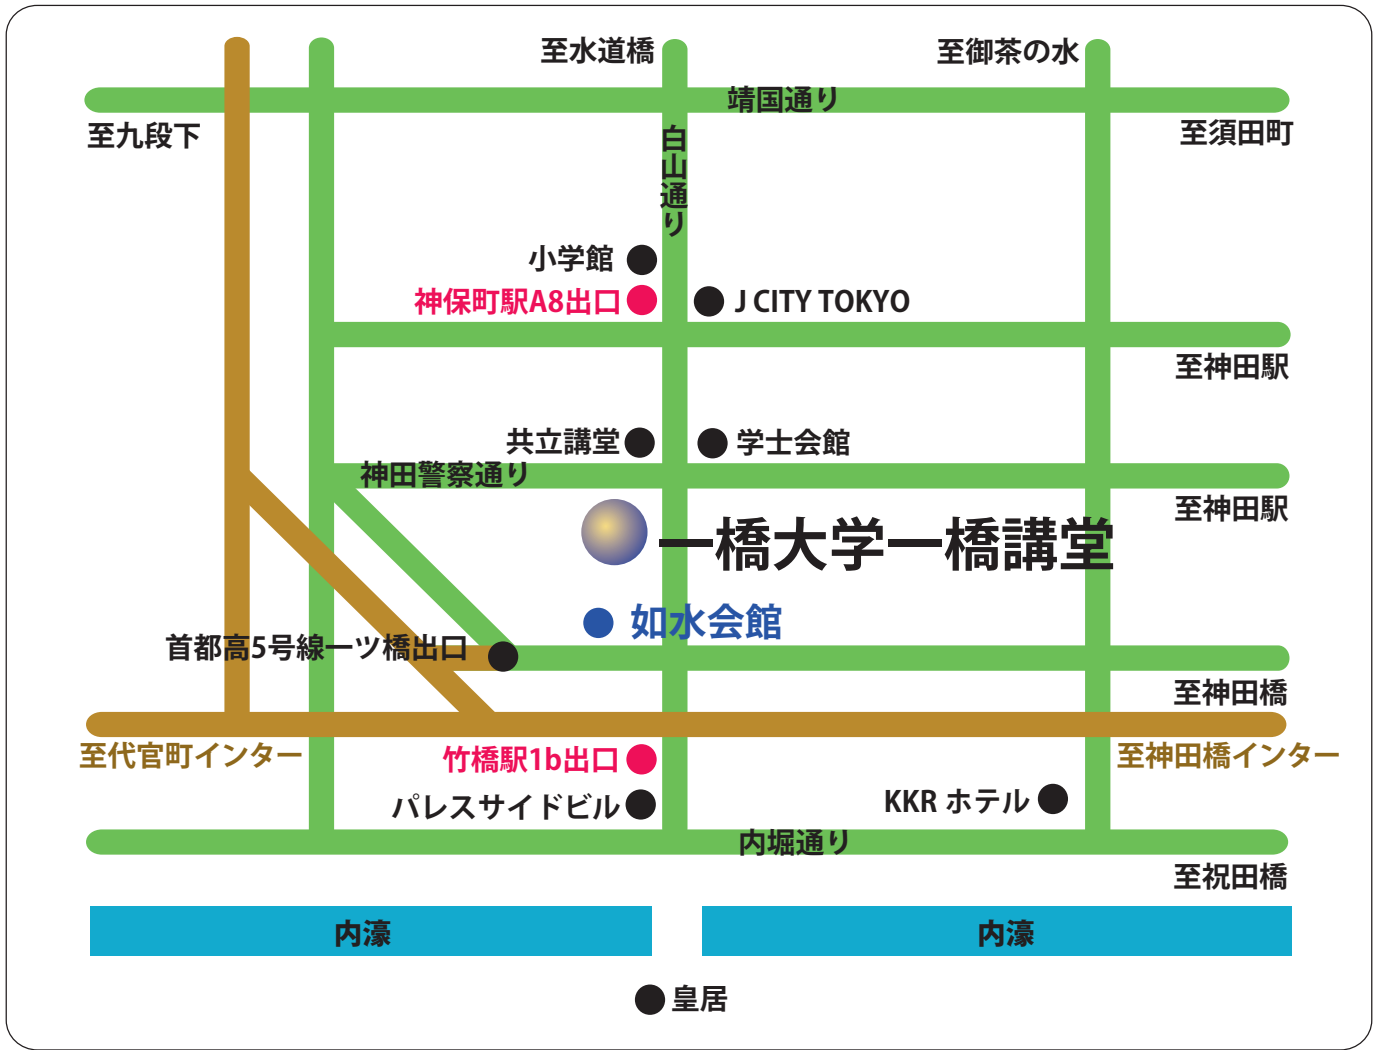 至水道橋
至御茶の水
靖国通り
至九段下
至須田町
白山通り
小学館
神保町駅A8出口
J CITY TOKYO
至神田駅
共立講堂
学士会館
神田警察通り
至神田駅
一橋大学一橋講堂
如水会館
首都高5号線一ツ橋出口
至神田橋
至代官町インター
竹橋駅1b出口
至神田橋インター
パレスサイドビル
KKR ホテル
内堀通り
至祝田橋
内濠
内濠
皇居